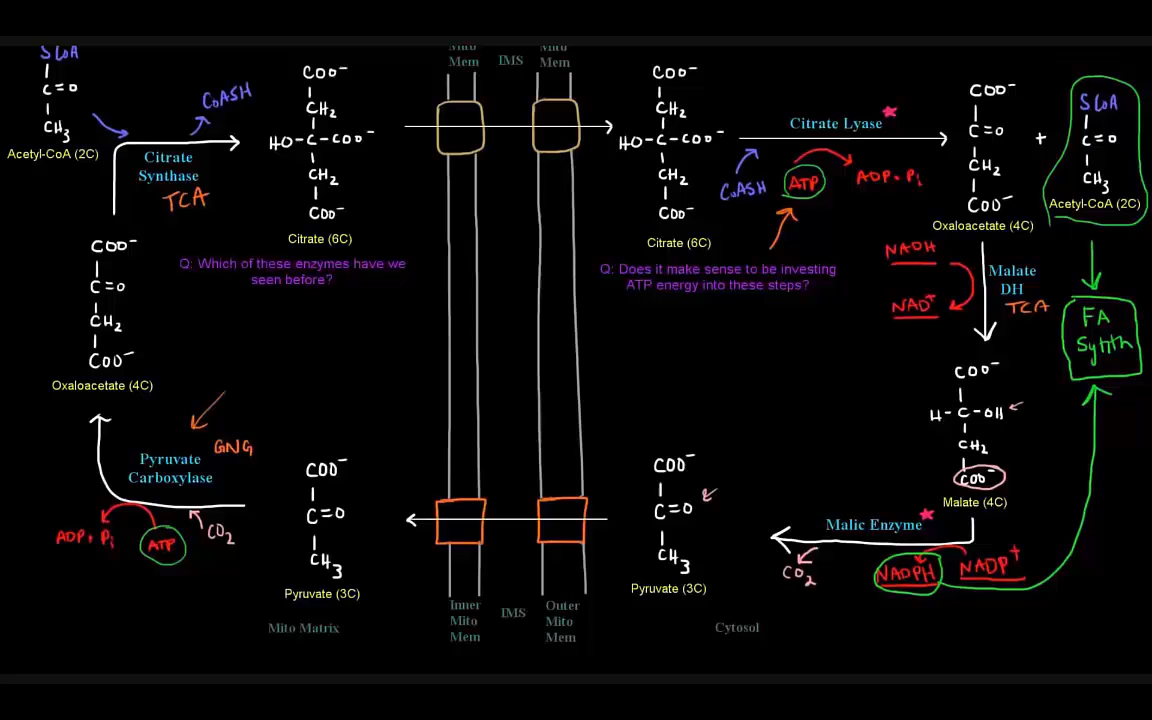 SCoA
C=O
CH3
Acetyl-CoA (2C)
CoASH
Citrate
Synthase
TCA
COO-
CH2
HO-C-COO-
CH2
COO-
Citrate (6C)
Q: Which of these enzymes have we
seen before?
COO-
C=O
CH2
COO-
Oxaloacetate (4C)
GNG
Pyruvate
Carboxylase
ADP + Pi
ATP
CO2
COO-
C=O
CH3
Pyruvate (3C)
Mito Matrix
Mito
Mem
IMS
Mito
Mem
Inner
Mito
Mem
IMS
Outer
Mito
Mem
COO-
CH2
HO-C-COO-
CH2
COO-
Citrate (6C)
Q: Does it make sense to be investing
ATP energy into these steps?
Citrate Lyase
CoASH
ATP
ADP + Pi
COO-
C=O
CH2
COO-
Oxaloacetate (4C)
+
SCoA
C=O
CH3
Acetyl-CoA (2C)
NADH
NAD+
Malate
DH
TCA
FA
Synth
COO-
H-C-OH
CH2
COO-
Malate (4C)
Malic Enzyme
CO2
NADPH
NADP+
COO-
C=O
CH3
Pyruvate (3C)
Cytosol